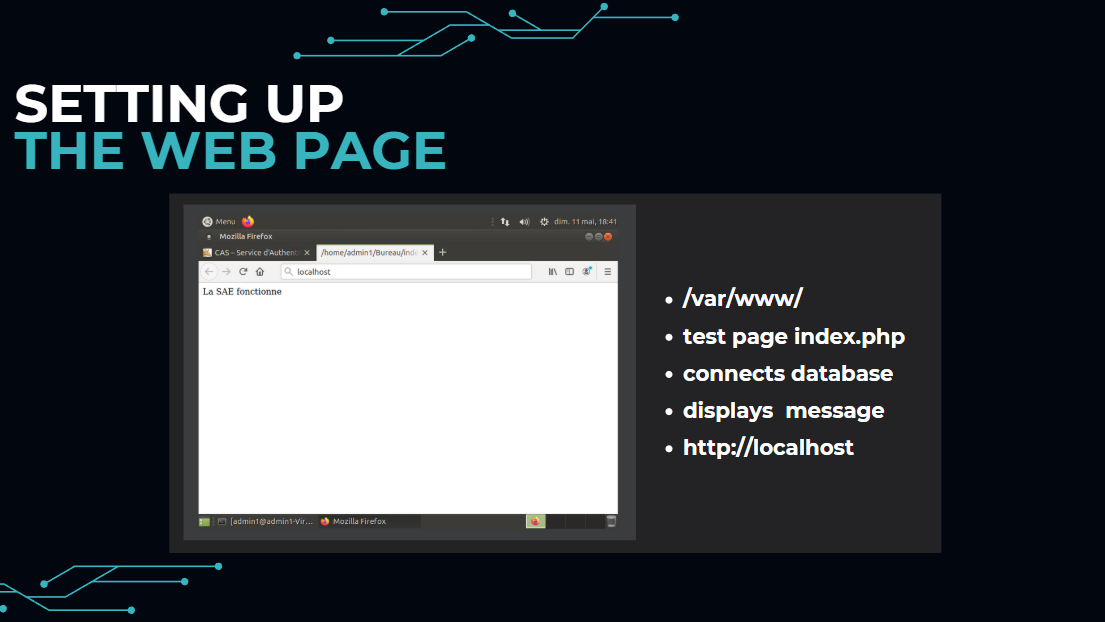 SETTING UP
THE WEB PAGE
Menu
dim. 11 mai, 18:41
Mozilla Firefox
CAS – Service d'Authent
/home/admin1/Bureau/inde
localhost
La SAE fonctionne
[admin1@admin1-Vir...
Mozilla Firefox
• /var/www/
• test page index.php
• connects database
• displays  message
• http://localhost